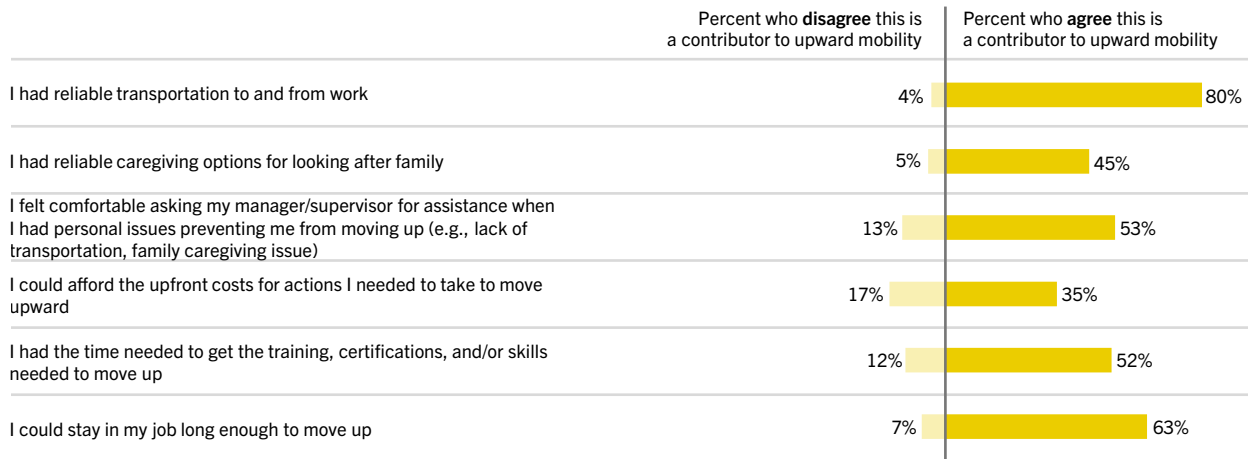 Percent who disagree this is
a contributor to upward mobility
Percent who agree this is
a contributor to upward mobility
I had reliable transportation to and from work
4%
80%
I had reliable caregiving options for looking after family
5%
45%
I felt comfortable asking my manager/supervisor for assistance when
I had personal issues preventing me from moving up (e.g., lack of
transportation, family caregiving issue)
13%
53%
I could afford the upfront costs for actions I needed to take to move
upward
17%
35%
I had the time needed to get the training, certifications, and/or skills
needed to move up
12%
52%
I could stay in my job long enough to move up
7%
63%